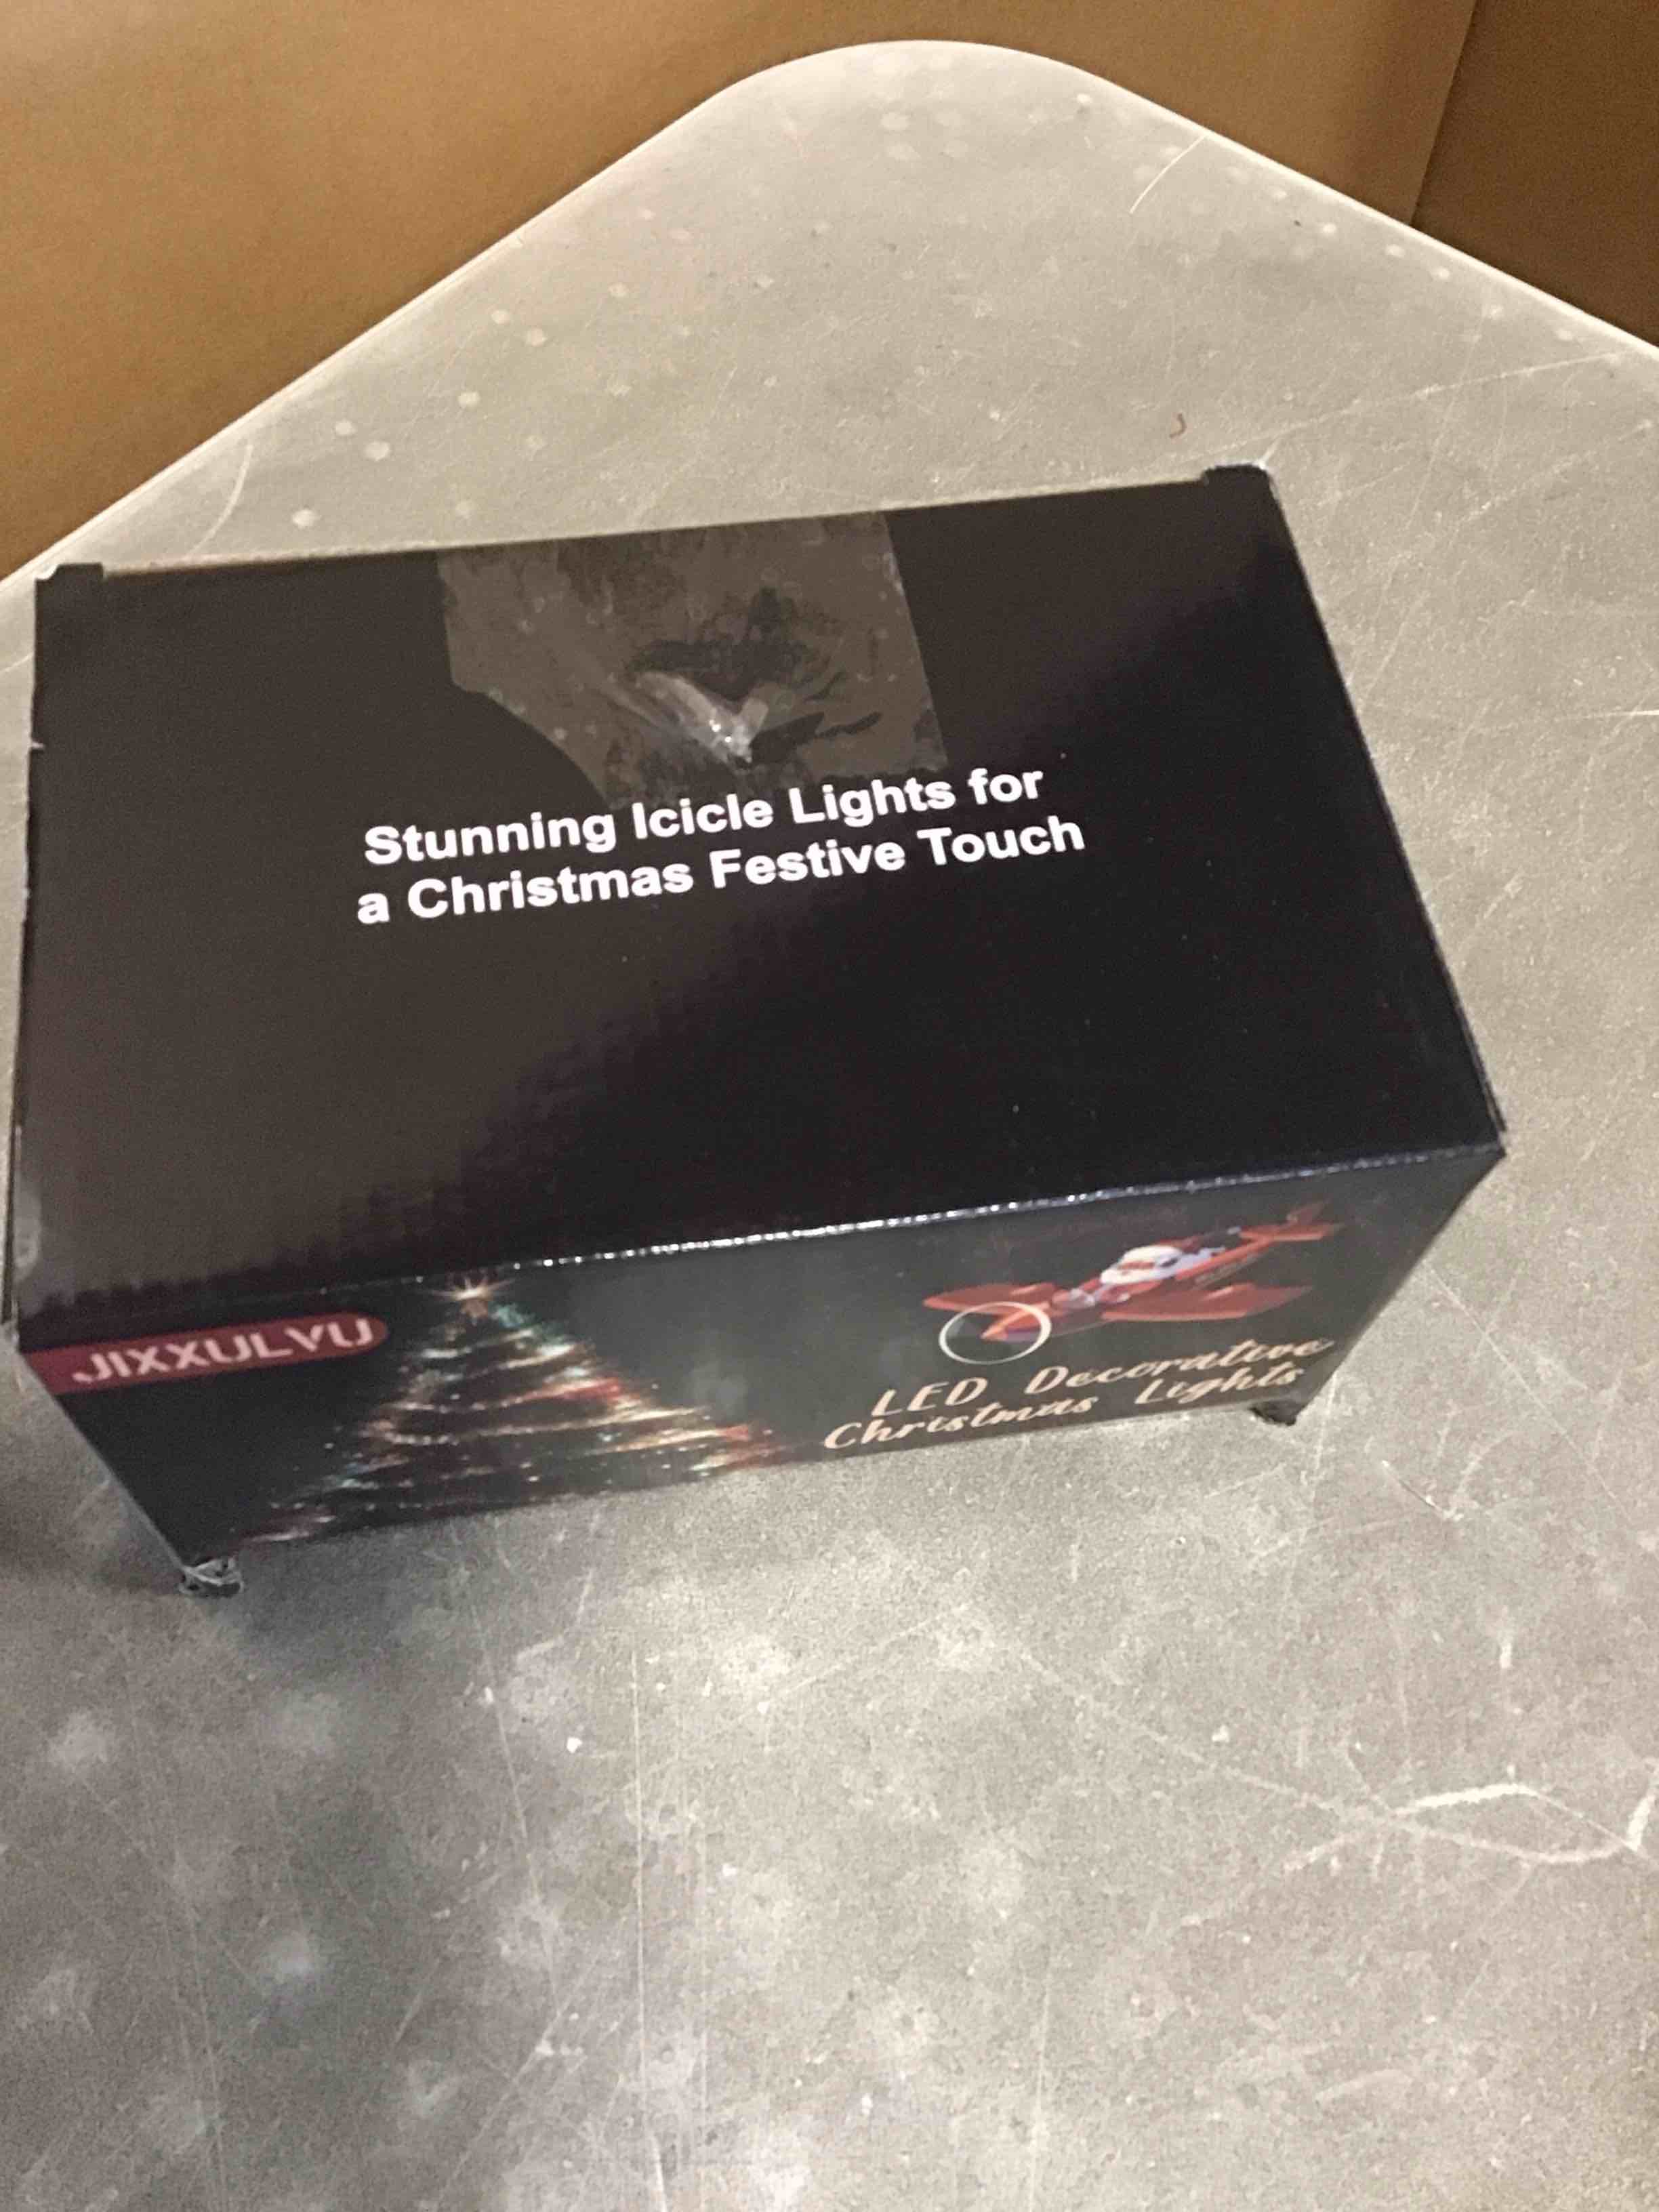 Stunning Icicle Lights for
a Christmas Festive Touch
JIXXULVU
LED Decorative
Christmas Lights